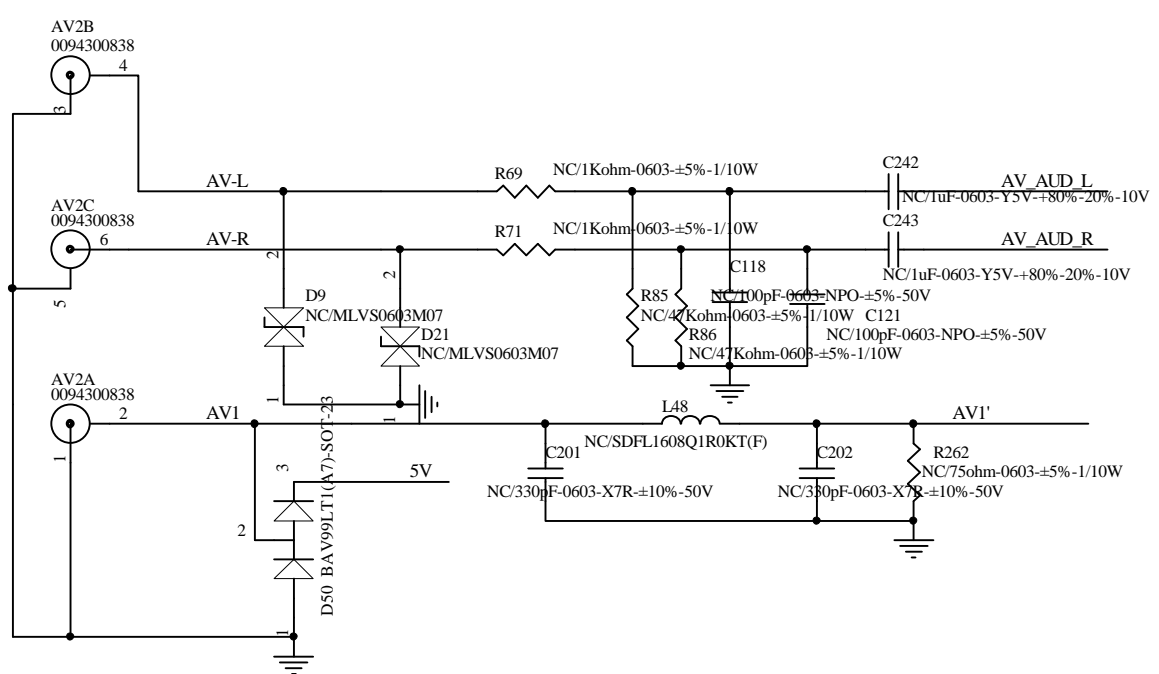 AV2B
0094300838
4
3
AV-L
R69
NC/1Kohm-0603-±5%-1/10W
C242
AV_AUD_L
NC/1uF-0603-Y5V-+80%-20%-10V
AV2C
0094300838
6
5
AV-R
R71
NC/1Kohm-0603-±5%-1/10W
C243
AV_AUD_R
NC/1uF-0603-Y5V-+80%-20%-10V
2
2
C118
NC/100pF-0603-NPO-±5%-50V
D9
NC/MLVS0603M07
R85
NC/47Kohm-0603-±5%-1/10W
C121
NC/100pF-0603-NPO-±5%-50V
D21
NC/MLVS0603M07
R86
NC/47Kohm-0603-±5%-1/10W
1
1
AV2A
0094300838
2
1
AV1
L48
NC/SDFL1608Q1R0KT(F)
AV1'
C201
NC/330pF-0603-X7R-±10%-50V
C202
NC/330pF-0603-X7R-±10%-50V
R262
NC/75ohm-0603-±5%-1/10W
3
5V
2
D50 BAV99LT1(A7)-SOT-23
1